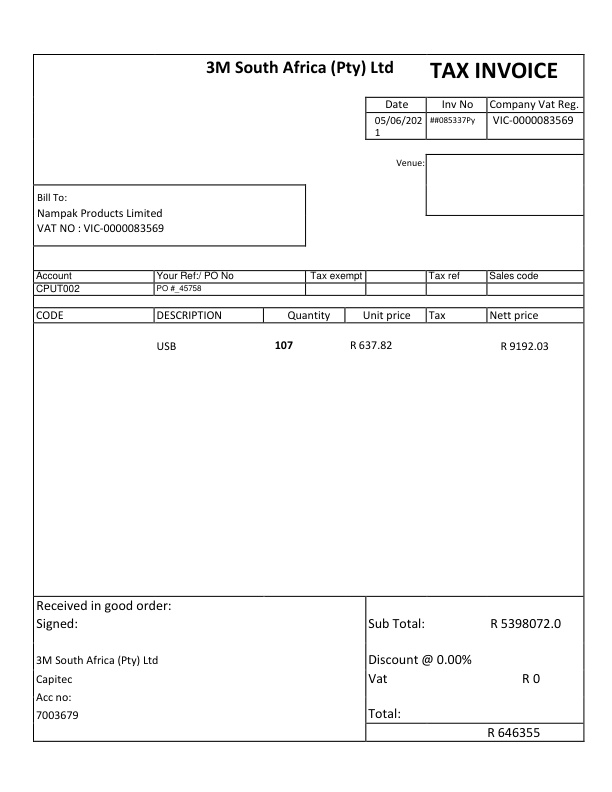 3M South Africa (Pty) Ltd TAX INVOICE
Date Inv No Company Vat Reg.
05/06/202 ##085337Py VIC-0000083569
1
Venue:
Bill To:
Nampak Products Limited
VAT NO : VIC-0000083569
Account Your Ref:/ PO No Tax exempt Tax ref Sales code
CPUT002 PO #_45758
CODE DESCRIPTION Quantity Unit price Tax Nett price
USB 107 R 637.82 R 9192.03
Received in good order:
Signed: Sub Total: R 5398072.0
3M South Africa (Pty) Ltd Discount @ 0.00%
Capitec Vat R 0
Acc no:
7003679 Total:
R 646355